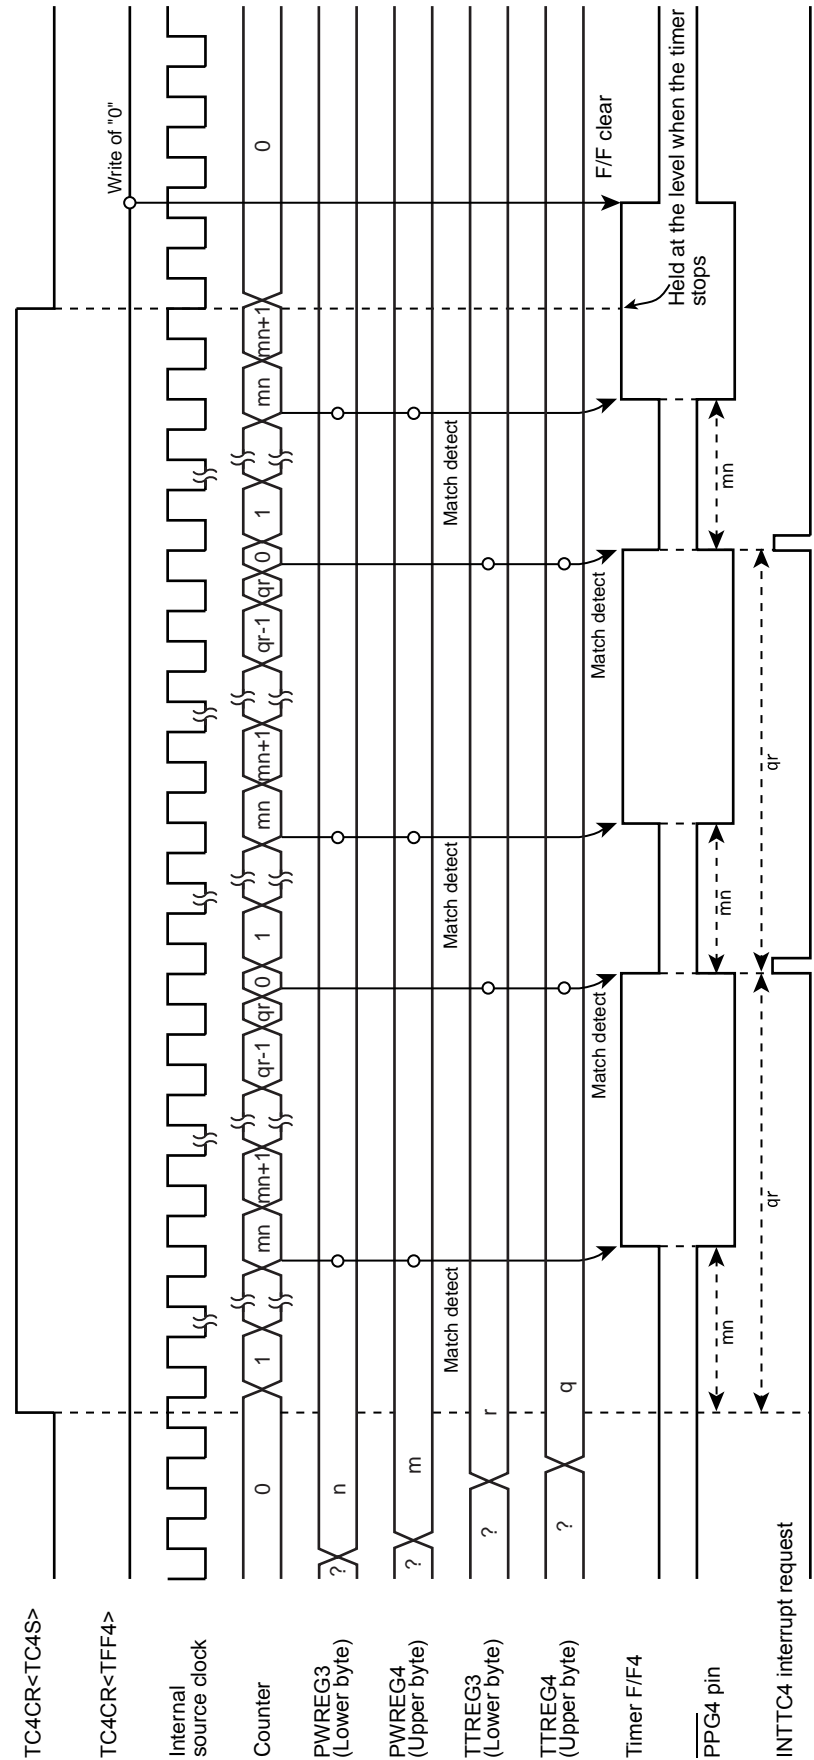 TC4CR<TC4S>
TC4CR<TFF4>
Write of "0"
Internal
source clock
Counter
0 1 mn mn+1 qr-1 qr 0 1 mn mn+1 qr-1 qr 0 1 mn mn+1 0
PWREG3
(Lower byte)
? n
PWREG4
(Upper byte)
? m
Match detect
Match detect
Match detect
TTREG3
(Lower byte)
? r
TTREG4
(Upper byte)
? q
Match detect
Match detect
F/F clear
Timer F/F4
Held at the level when the timer
stops
PPG4 pin
mn
mn
mn
qr
qr
INTTC4 interrupt request